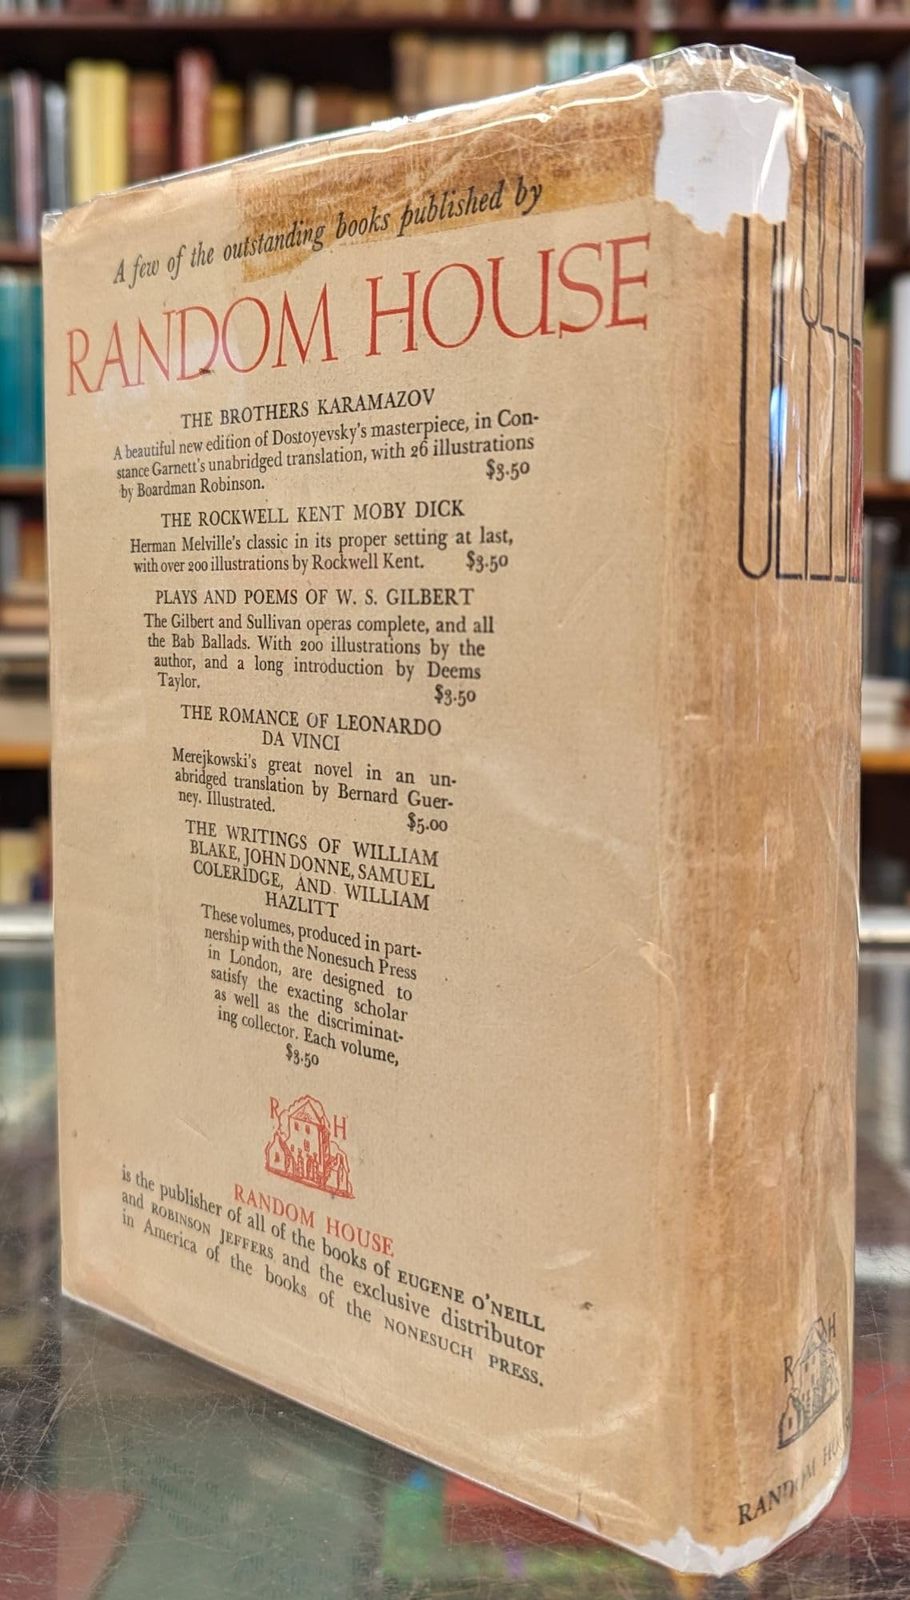 A few of the outstanding books published by
RANDOM HOUSE
THE BROTHERS KARAMAZOV
A beautiful new edition of Dostoyevsky's masterpiece, in Con-
stance Garnett's unabridged translation, with 26 illustrations
by Boardman Robinson. $3.50
THE ROCKWELL KENT MOBY DICK
Herman Melville's classic in its proper setting at last,
with over 200 illustrations by Rockwell Kent. $3.50
PLAYS AND POEMS OF W. S. GILBERT
The Gilbert and Sullivan operas complete, and all
the Bab Ballads. With 200 illustrations by the
author, and a long introduction by Deems
Taylor. $3.50
THE ROMANCE OF LEONARDO
DA VINCI
Merejkowski's great novel in an un-
abridged translation by Bernard Guer-
ney. Illustrated. $5.00
THE WRITINGS OF WILLIAM
BLAKE, JOHN DONNE, SAMUEL
COLERIDGE, AND WILLIAM
HAZLITT
These volumes, produced in part-
nership with the Nonesuch Press
in London, are designed to
satisfy the exacting scholar
as well as the discriminat-
ing collector. Each volume,
$3.50
R H
RANDOM HOUSE
is the publisher of all of the books of EUGENE O'NEILL
and ROBINSON JEFFERS and the exclusive distributor
in America of the books of the NONESUCH PRESS.
R H
RANDOM